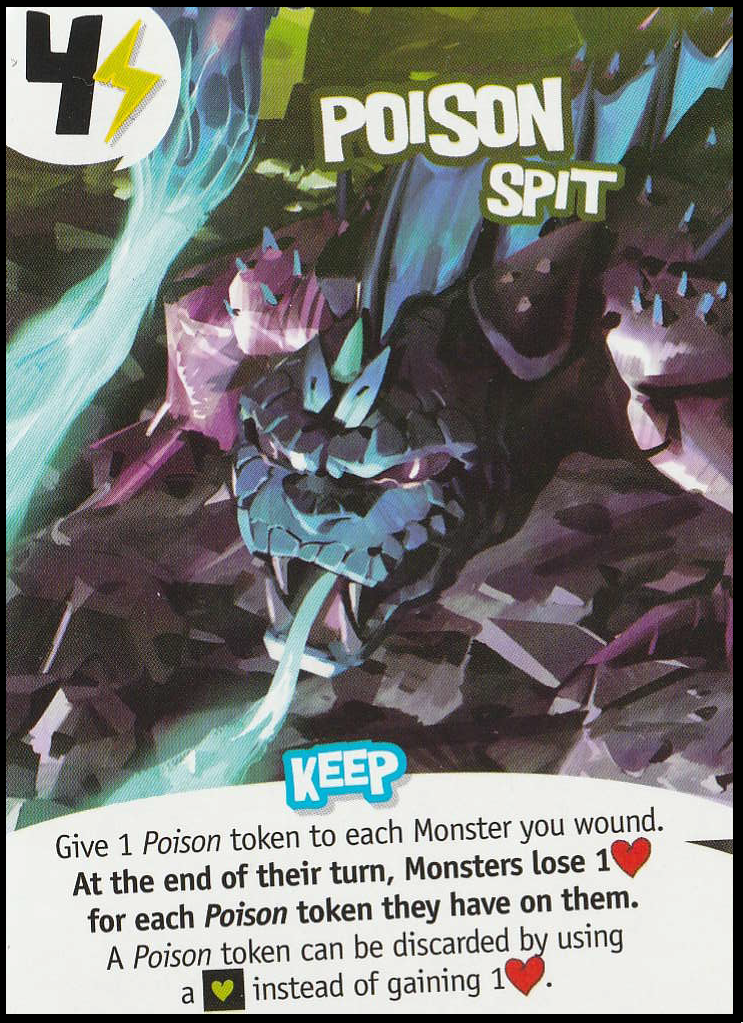 4
POISON
SPIT
KEEP
Give 1 Poison token to each Monster you wound.
At the end of their turn, Monsters lose 1
for each Poison token they have on them.
A Poison token can be discarded by using
a instead of gaining 1 .